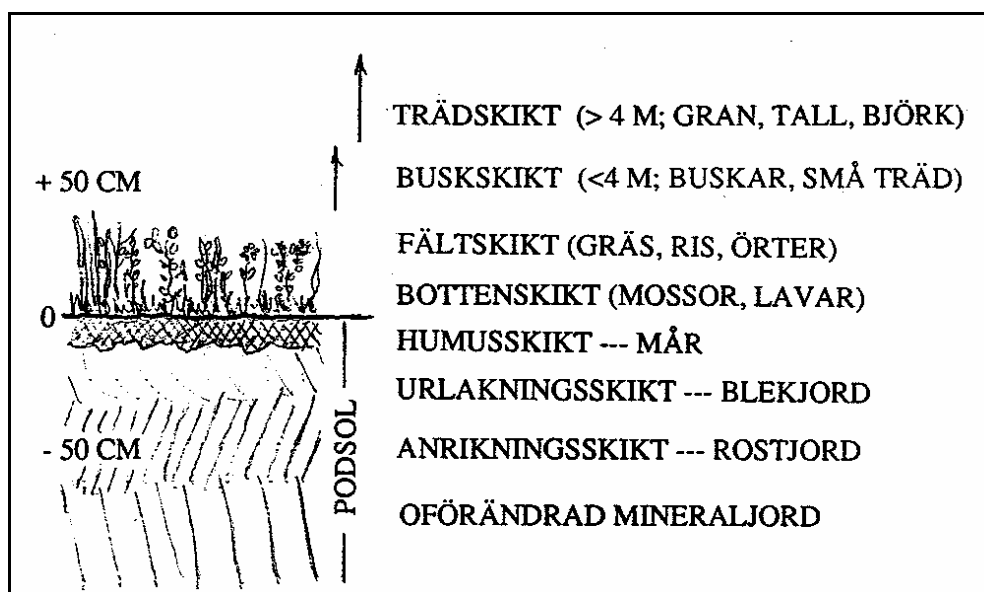 TRÄDSKIKT (> 4 M; GRAN, TALL, BJÖRK)
+ 50 CM
BUSKSKIKT (<4 M; BUSKAR, SMÅ TRÄD)
FÄLTSKIKT (GRÄS, RIS, ÖRTER)
BOTTENSKIKT (MOSSOR, LAVAR)
0
HUMUSSKIKT --- MÅR
URLAKNINGSSKIKT --- BLEKJORD
- 50 CM
ANRIKNINGSSKIKT --- ROSTJORD
PODSOL
OFÖRÄNDRAD MINERALJORD